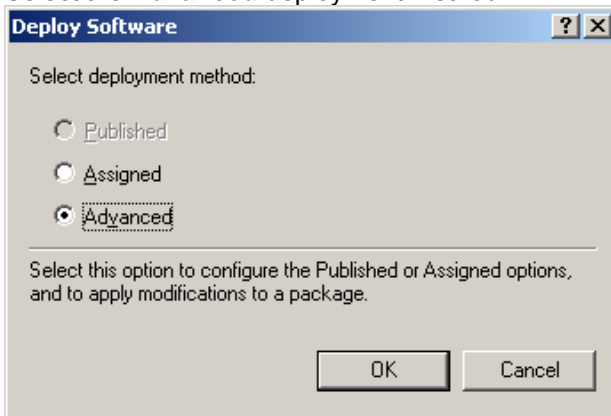 Deploy Software
Select deployment method:
Published
Assigned
Advanced
Select this option to configure the Published or Assigned options,
and to apply modifications to a package.
OK Cancel